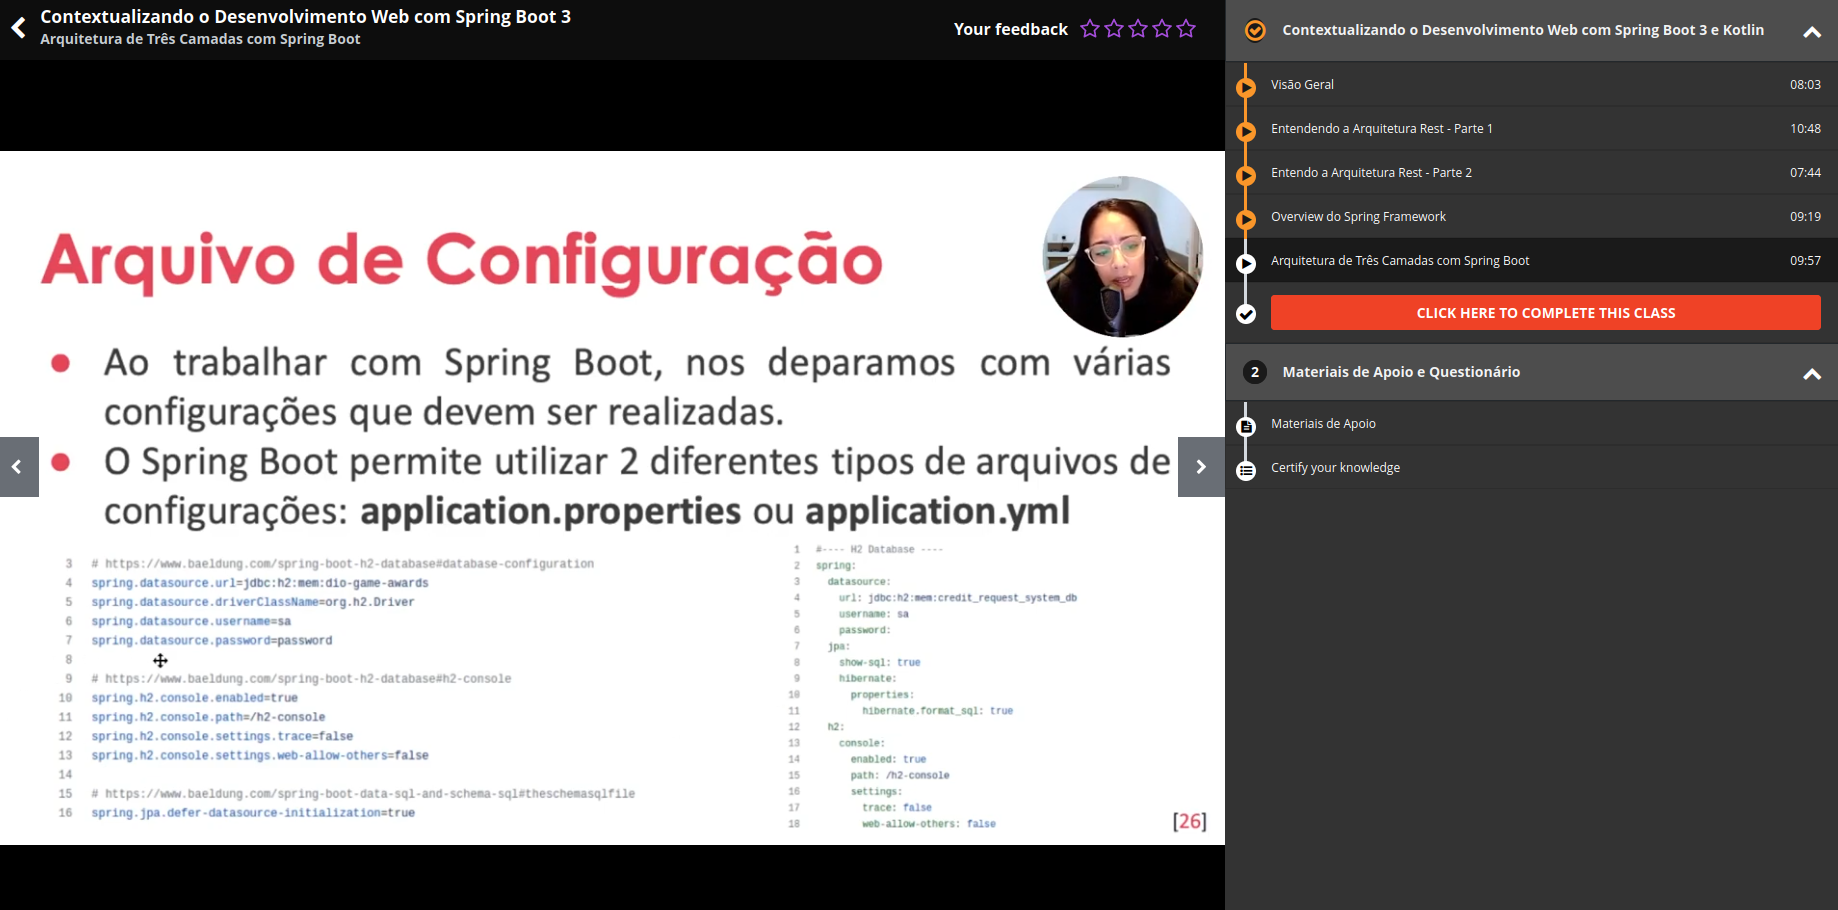 Contextualizando o Desenvolvimento Web com Spring Boot 3
Arquitetura de Três Camadas com Spring Boot
Your feedback
Arquivo de Configuração
Ao trabalhar com Spring Boot, nos deparamos com várias
configurações que devem ser realizadas.
O Spring Boot permite utilizar 2 diferentes tipos de arquivos de
configurações: application.properties ou application.yml
3 # https://www.baeldung.com/spring-boot-h2-database#database-configuration
4 spring.datasource.url=jdbc:h2:mem:dio-game-awards
5 spring.datasource.driverClassName=org.h2.Driver
6 spring.datasource.username=sa
7 spring.datasource.password=password
8
9 # https://www.baeldung.com/spring-boot-h2-database#h2-console
10 spring.h2.console.enabled=true
11 spring.h2.console.path=/h2-console
12 spring.h2.console.settings.trace=false
13 spring.h2.console.settings.web-allow-others=false
14
15 # https://www.baeldung.com/spring-boot-data-sql-and-schema-sql#theschemasqlfile
16 spring.jpa.defer-datasource-initialization=true
1 #---- H2 Database ----
2 spring:
3 datasource:
4 url: jdbc:h2:mem:credit_request_system_db
5 username: sa
6 password:
7 jpa:
8 show-sql: true
9 hibernate:
10 properties:
11 hibernate.format_sql: true
12 h2:
13 console:
14 enabled: true
15 path: /h2-console
16 settings:
17 trace: false
18 web-allow-others: false
[26]
Contextualizando o Desenvolvimento Web com Spring Boot 3 e Kotlin
Visão Geral 08:03
Entendendo a Arquitetura Rest - Parte 1 10:48
Entendo a Arquitetura Rest - Parte 2 07:44
Overview do Spring Framework 09:19
Arquitetura de Três Camadas com Spring Boot 09:57
CLICK HERE TO COMPLETE THIS CLASS
2 Materiais de Apoio e Questionário
Materiais de Apoio
Certify your knowledge